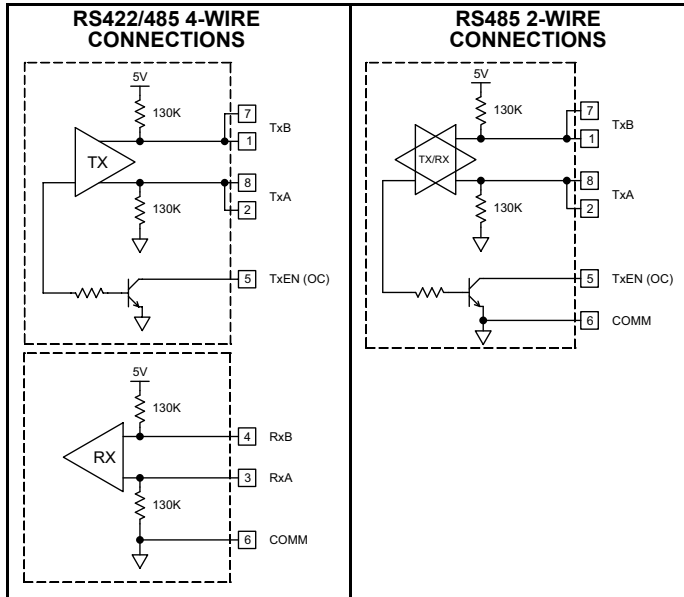 RS422/485 4-WIRE
CONNECTIONS
5V
130K
7
TxB
1
TX
8
TxA
2
130K
5
TxEN (OC)
5V
130K
4
RxB
RX
3
RxA
130K
6
COMM
RS485 2-WIRE
CONNECTIONS
5V
130K
7
TxB
1
TX/RX
8
TxA
2
130K
5
TxEN (OC)
6
COMM